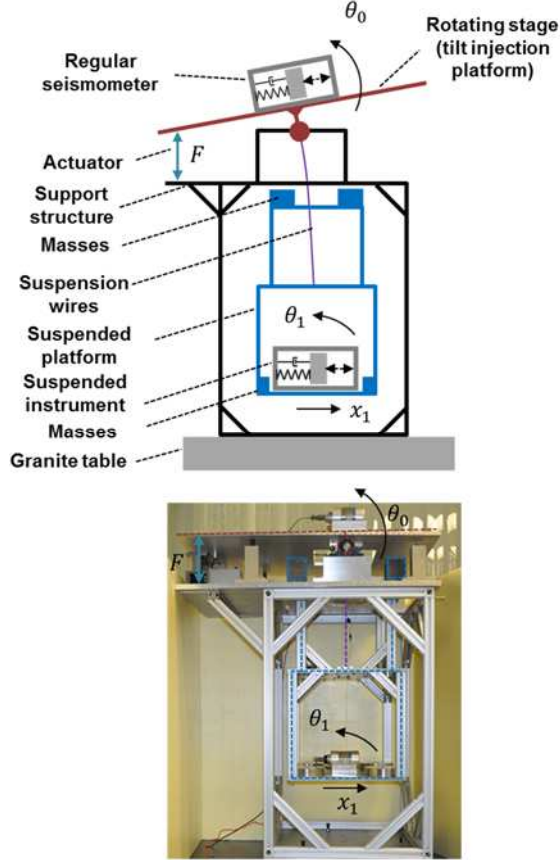 θ₀
Rotating stage
(tilt injection
platform)
Regular
seismometer
Actuator
F
Support
structure
Masses
Suspension
wires
Suspended
platform
θ₁
Suspended
instrument
Masses
x₁
Granite table
θ₀
F
θ₁
x₁